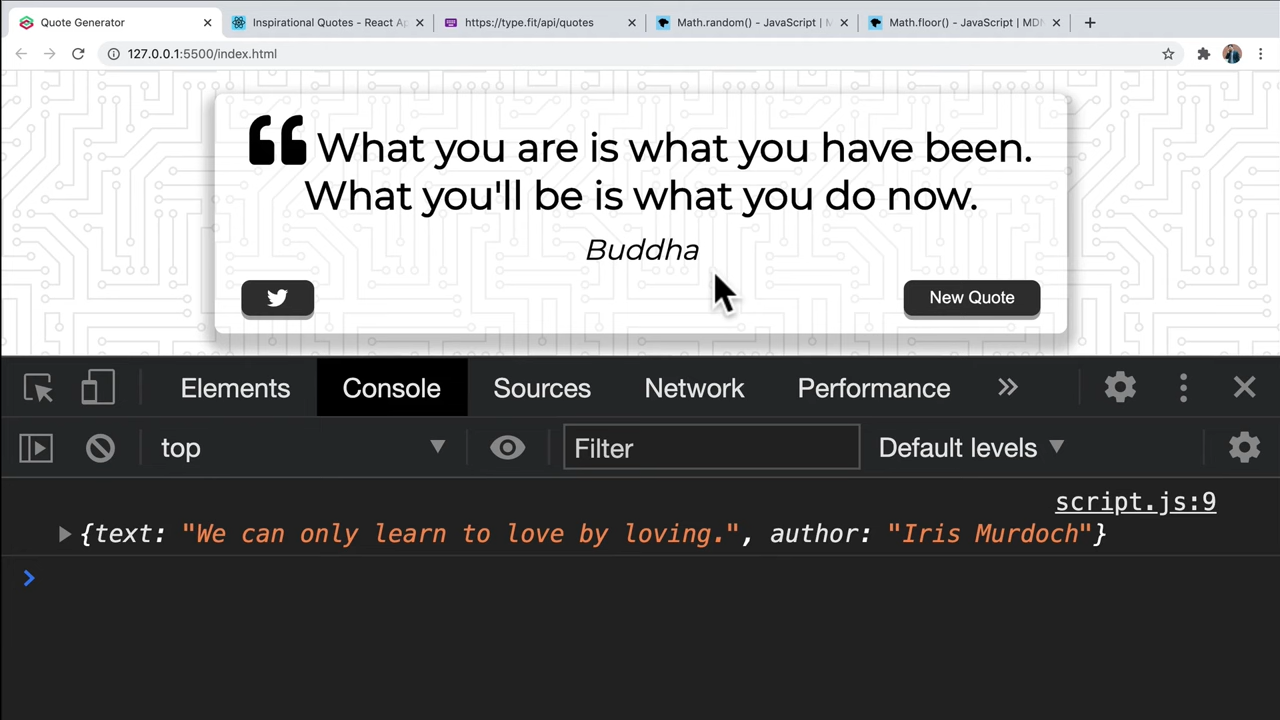 Quote Generator
Inspirational Quotes - React Ap
https://type.fit/api/quotes
Math.random() - JavaScript | M
Math.floor() - JavaScript | MDN
127.0.0.1:5500/index.html
What you are is what you have been.
What you'll be is what you do now.
Buddha
New Quote
Elements Console Sources Network Performance »
top Filter Default levels
script.js:9
{text: "We can only learn to love by loving.", author: "Iris Murdoch"}